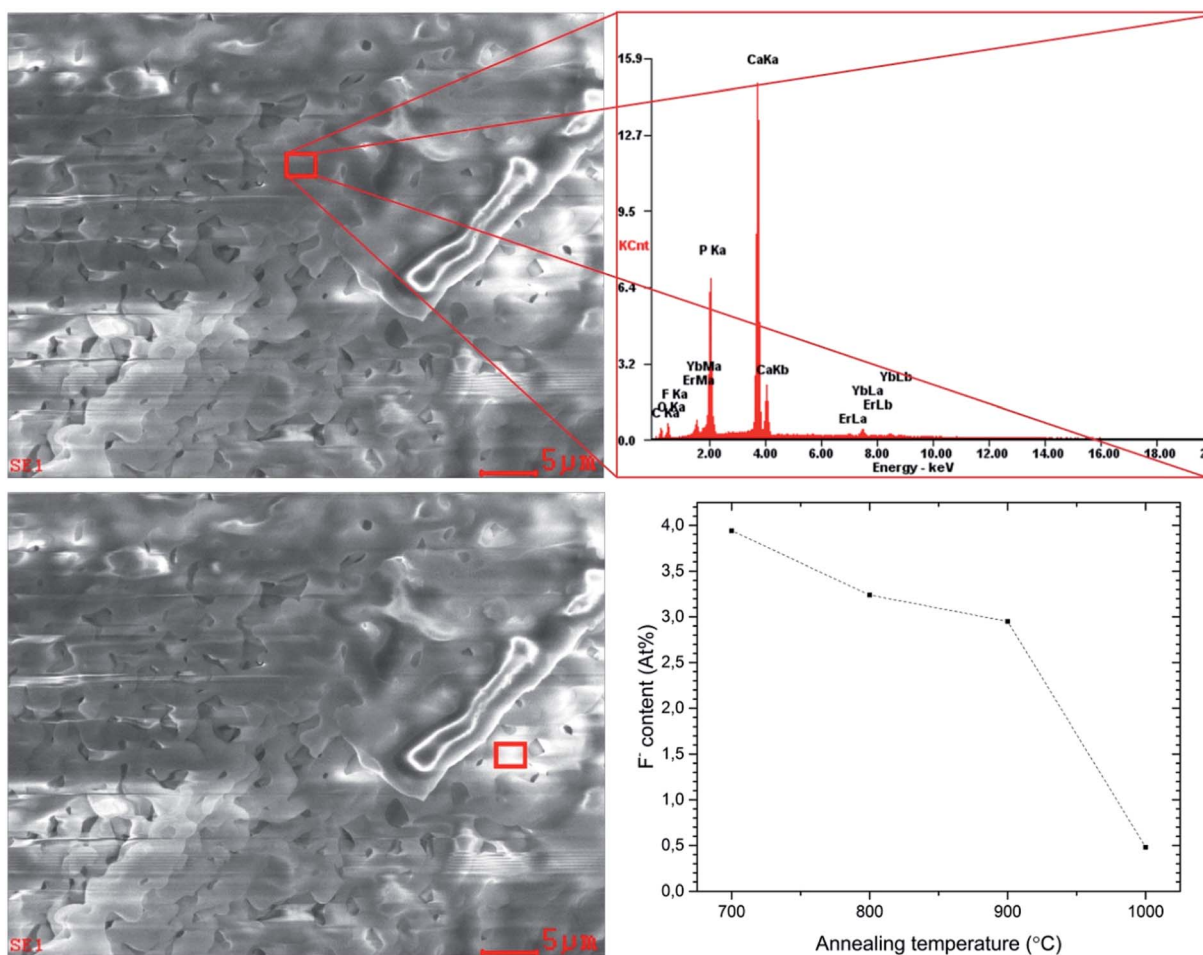 SE1
5 µm
15.9
12.7
9.5
KCnt
6.4
3.2
0.0
CaKa
P Ka
YbMa
ErMa
F Ka
O Ka
C Ka
CaKb
YbLb
YbLa
ErLb
ErLa
2.00 4.00 6.00 8.00 10.00 12.00 14.00 16.00 18.00 2
Energy - keV
SE1
5 µm
4,0
3,5
3,0
2,5
2,0
1,5
1,0
0,5
0,0
F⁻ content (At%)
700 800 900 1000
Annealing temperature (°C)